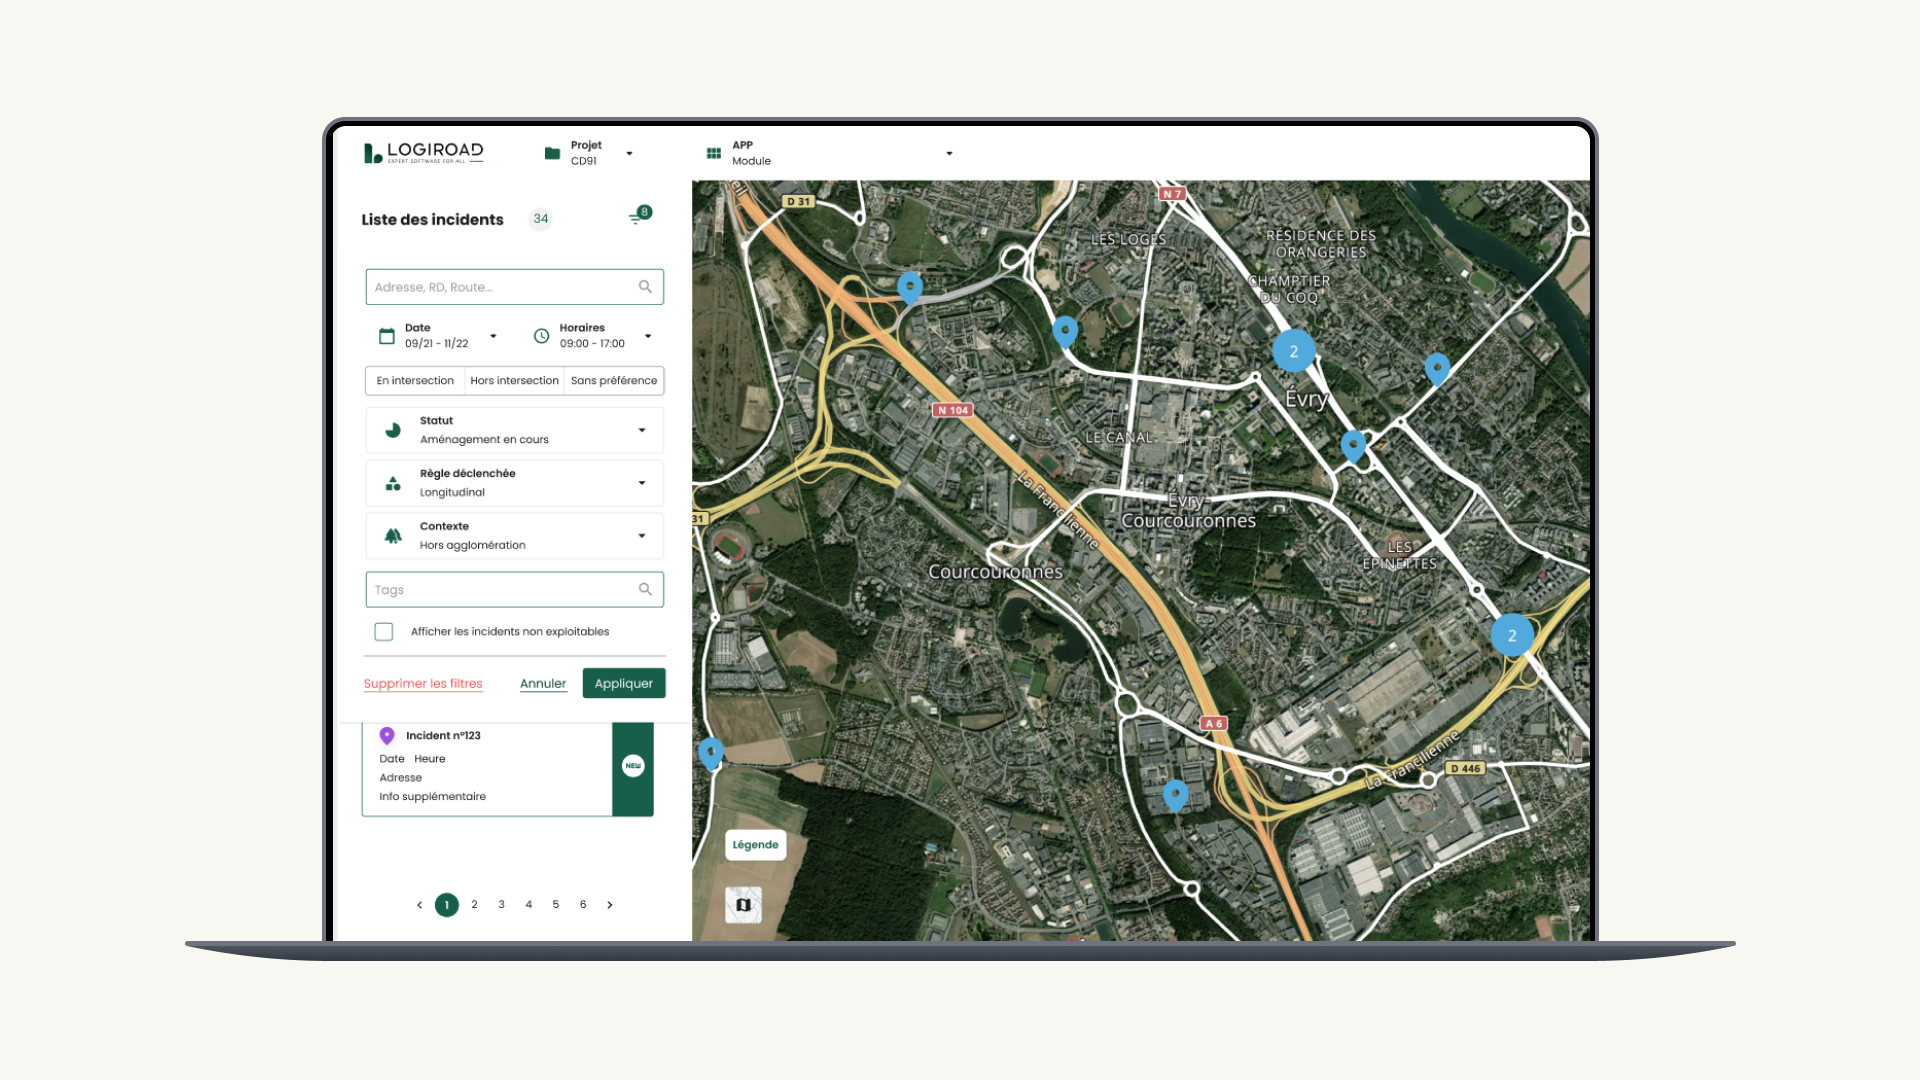 LOGIROAD
EXPERT SOFTWARE FOR ALL
Projet
CD91
APP
Module
Liste des incidents
34
8
Adresse, RD, Route...
Date
09/21 - 11/22
Horaires
09:00 - 17:00
En intersection
Hors intersection
Sans préférence
Statut
Aménagement en cours
Règle déclenchée
Longitudinal
Contexte
Hors agglomération
Tags
Afficher les incidents non exploitables
Supprimer les filtres
Annuler
Appliquer
Incident n°123
Date Heure
Adresse
Info supplémentaire
NEW
1 2 3 4 5 6
D 31
N 7
LES LOGES
RÉSIDENCE DES
ORANGERIES
CHAMPTIER
DU COQ
2
Évry
N 104
LE CANAL
La Francilienne
Évry-
Courcouronnes
31
LES
EPINETTES
Courcouronnes
2
A 6
La Francilienne
D 446
Légende